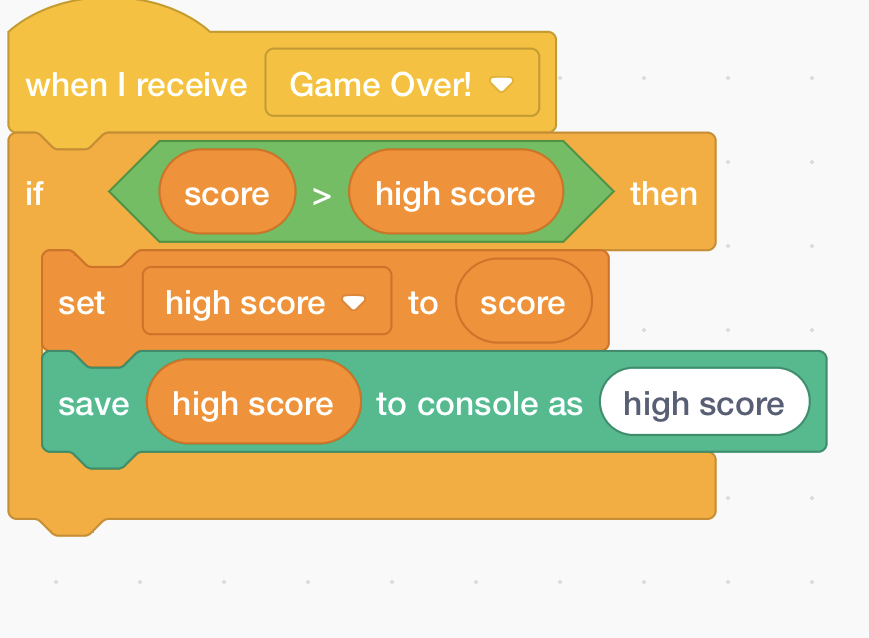 when I receive Game Over!
if score > high score then
set high score to score
save high score to console as high score